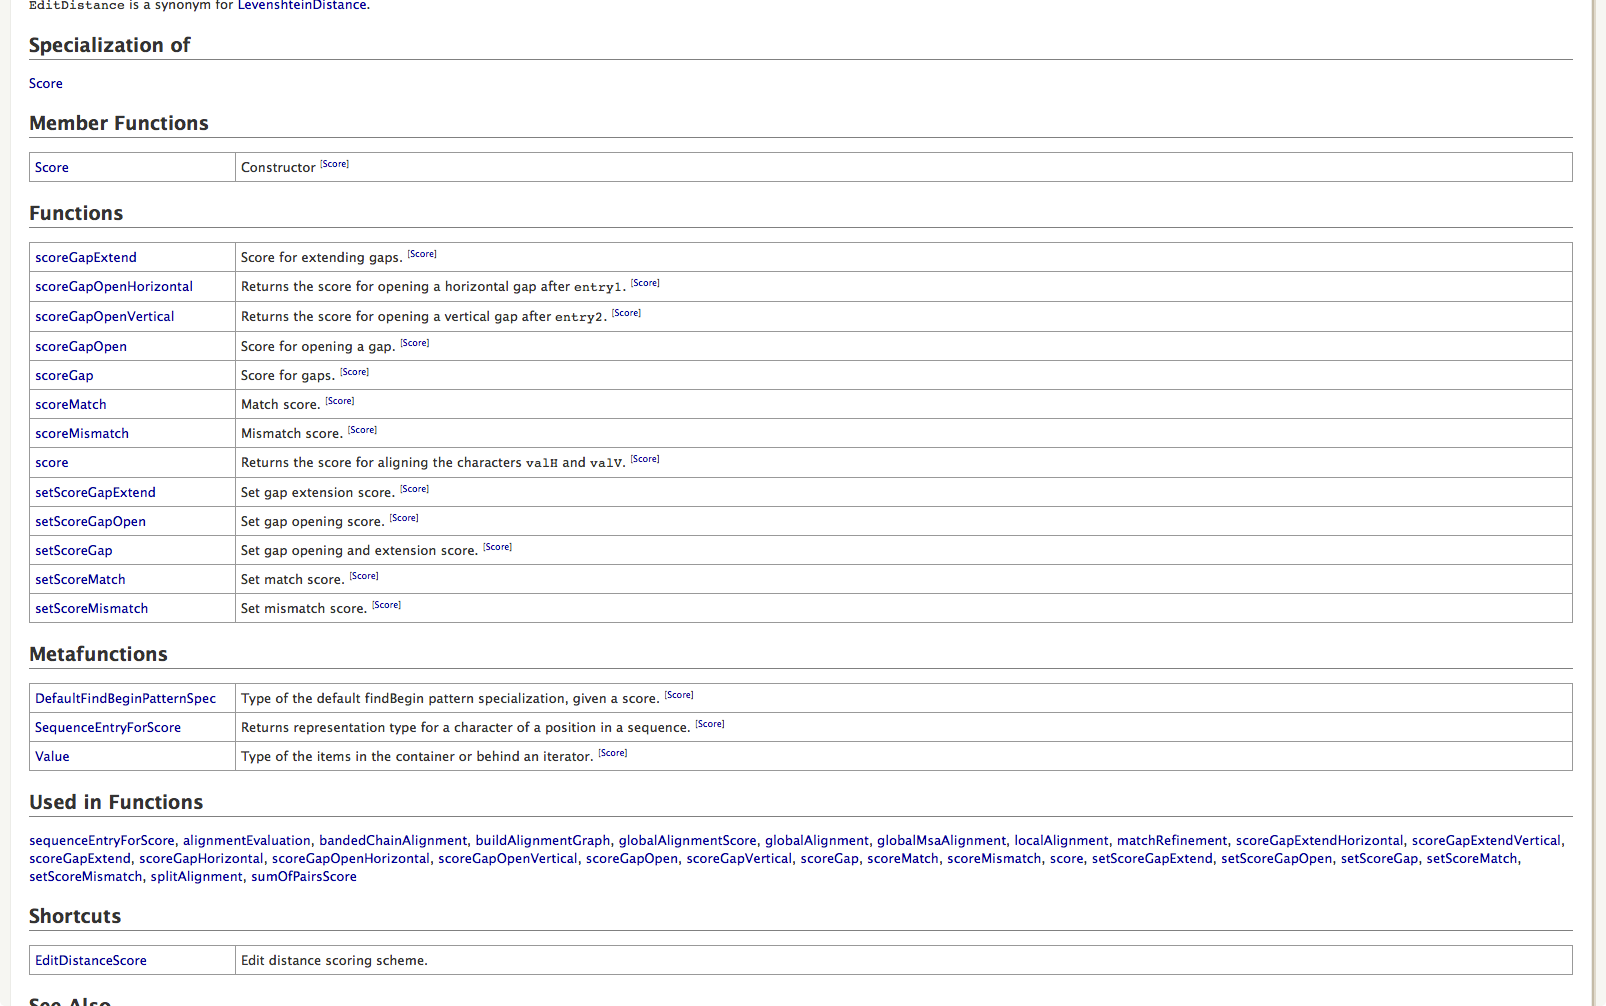 EditDistance is a synonym for LevenshteinDistance.
Specialization of
Score
Member Functions
Score Constructor [Score]
Functions
scoreGapExtend Score for extending gaps. [Score]
scoreGapOpenHorizontal Returns the score for opening a horizontal gap after entry1. [Score]
scoreGapOpenVertical Returns the score for opening a vertical gap after entry2. [Score]
scoreGapOpen Score for opening a gap. [Score]
scoreGap Score for gaps. [Score]
scoreMatch Match score. [Score]
scoreMismatch Mismatch score. [Score]
score Returns the score for aligning the characters valH and valV. [Score]
setScoreGapExtend Set gap extension score. [Score]
setScoreGapOpen Set gap opening score. [Score]
setScoreGap Set gap opening and extension score. [Score]
setScoreMatch Set match score. [Score]
setScoreMismatch Set mismatch score. [Score]
Metafunctions
DefaultFindBeginPatternSpec Type of the default findBegin pattern specialization, given a score. [Score]
SequenceEntryForScore Returns representation type for a character of a position in a sequence. [Score]
Value Type of the items in the container or behind an iterator. [Score]
Used in Functions
sequenceEntryForScore, alignmentEvaluation, bandedChainAlignment, buildAlignmentGraph, globalAlignmentScore, globalAlignment, globalMsaAlignment, localAlignment, matchRefinement, scoreGapExtendHorizontal, scoreGapExtendVertical,
scoreGapExtend, scoreGapHorizontal, scoreGapOpenHorizontal, scoreGapOpenVertical, scoreGapOpen, scoreGapVertical, scoreGap, scoreMatch, scoreMismatch, score, setScoreGapExtend, setScoreGapOpen, setScoreGap, setScoreMatch,
setScoreMismatch, splitAlignment, sumOfPairsScore
Shortcuts
EditDistanceScore Edit distance scoring scheme.
See Also